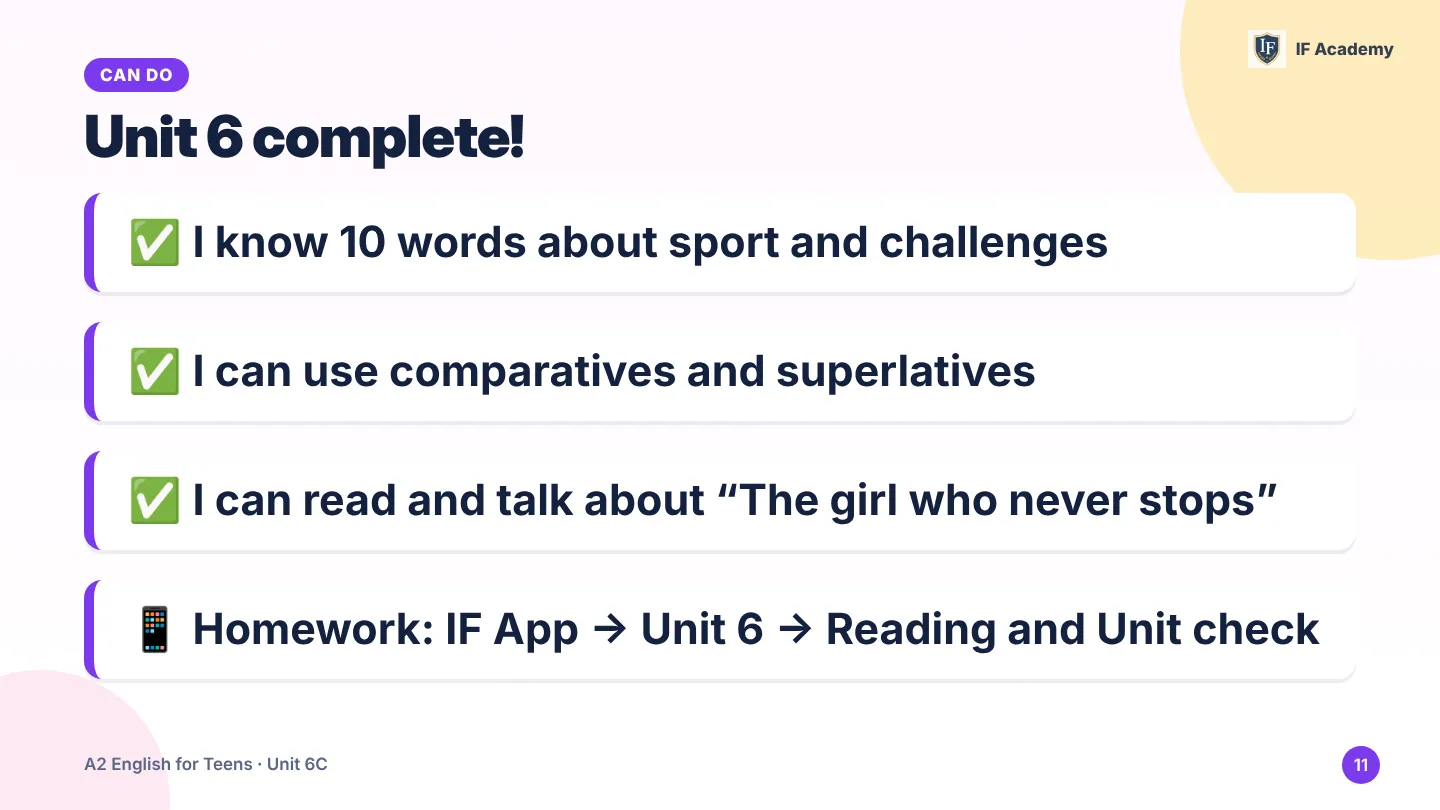 IF
IF Academy
CAN DO
Unit 6 complete!
✅ I know 10 words about sport and challenges
✅ I can use comparatives and superlatives
✅ I can read and talk about “The girl who never stops”
📱 Homework: IF App → Unit 6 → Reading and Unit check
A2 English for Teens · Unit 6C
11